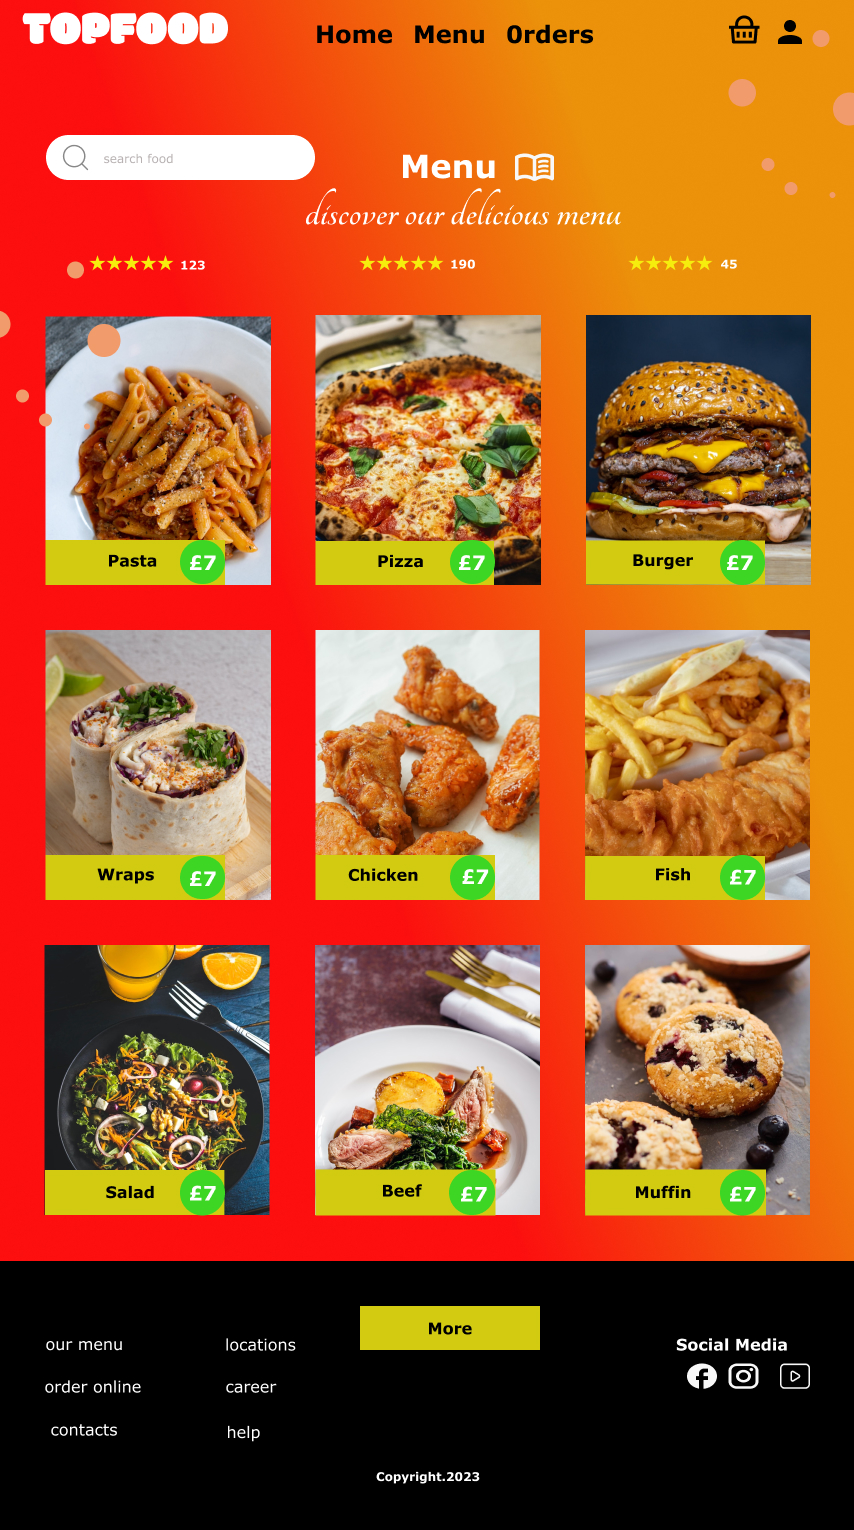 TOPFOOD
Home Menu 0rders
search food
Menu
discover our delicious menu
123 190 45
Pasta £7 Pizza £7 Burger £7
Wraps £7 Chicken £7 Fish £7
Salad £7 Beef £7 Muffin £7
More
our menu locations Social Media
order online career
contacts help
Copyright.2023